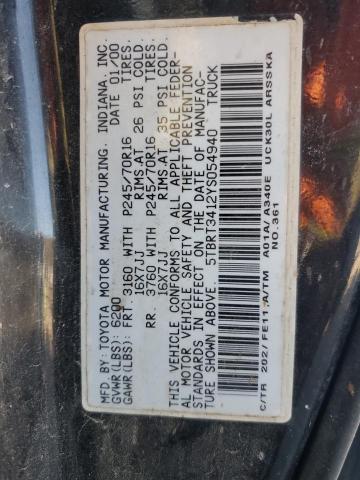 MFD.BY:TOYOTA MOTOR MANUFACTURING, INDIANA, INC.
GVWR(LBS): 6200 DATE 01/00
GAWR(LBS): FRT. 3160 WITH P245/70R16 TIRES,
16X7JJ RIMS,AT 26 PSI COLD.
RR. 3760 WITH P245/70R16 TIRES,
16X7JJ RIMS,AT 35 PSI COLD.
THIS VEHICLE CONFORMS TO ALL APPLICABLE FEDER-
AL MOTOR VEHICLE SAFETY AND THEFT PREVENTION
STANDARDS IN EFFECT ON THE DATE OF MANUFAC-
TURE SHOWN ABOVE. 5TBRT3412YS054940 TRUCK
C/TR 202/ FE11.A/TM A01A/ A340E UCK30L ARSSKA
NO.361